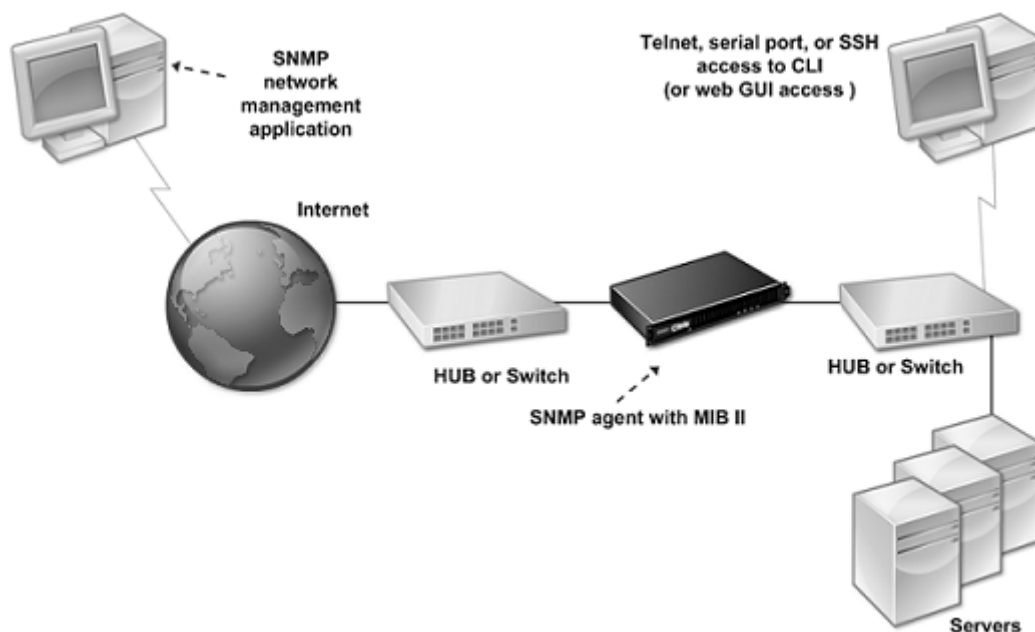 SNMP
network
management
application
Telnet, serial port, or SSH
access to CLI
(or web GUI access )
Internet
HUB or Switch
HUB or Switch
SNMP agent with MIB II
Servers